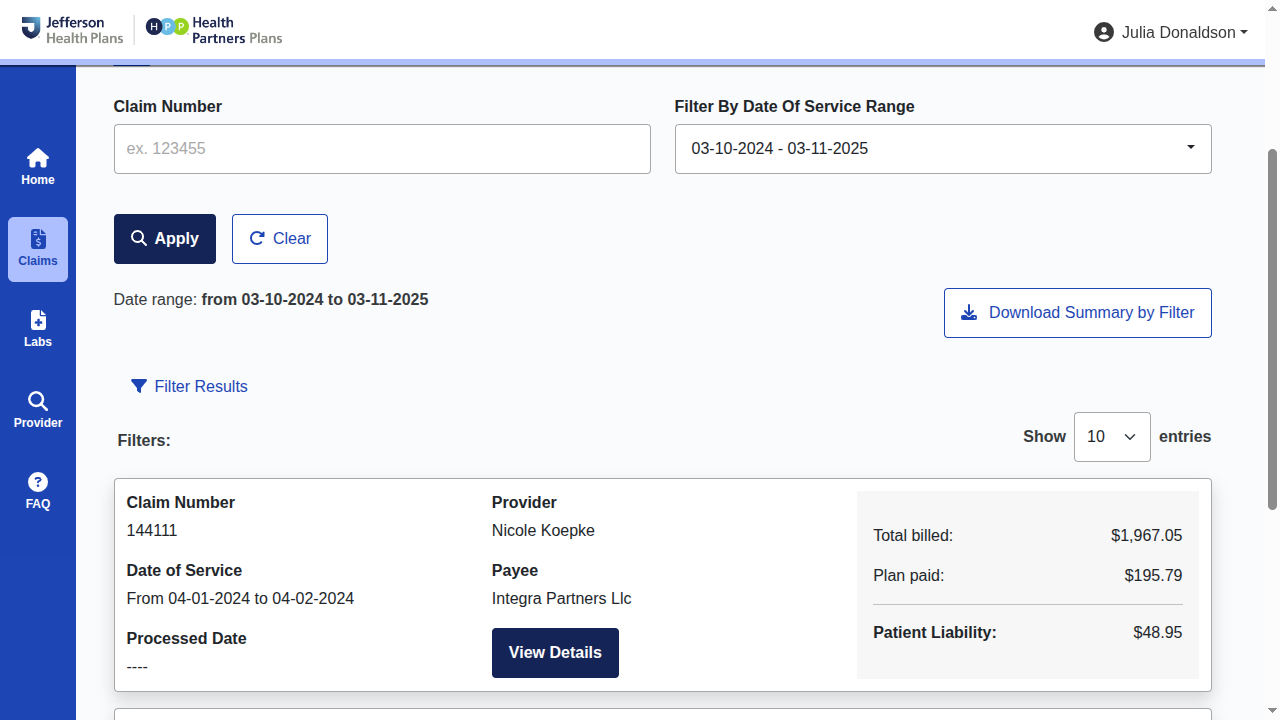 Jefferson
Health Plans
HPP Health
Partners Plans
Julia Donaldson
Home
Claims
Labs
Provider
FAQ
Claim Number
ex. 123455
Filter By Date Of Service Range
03-10-2024 - 03-11-2025
Apply
Clear
Date range: from 03-10-2024 to 03-11-2025
Download Summary by Filter
Filter Results
Filters:
Show 10 entries
Claim Number
144111
Date of Service
From 04-01-2024 to 04-02-2024
Processed Date
----
Provider
Nicole Koepke
Payee
Integra Partners Llc
View Details
Total billed: $1,967.05
Plan paid: $195.79
Patient Liability: $48.95